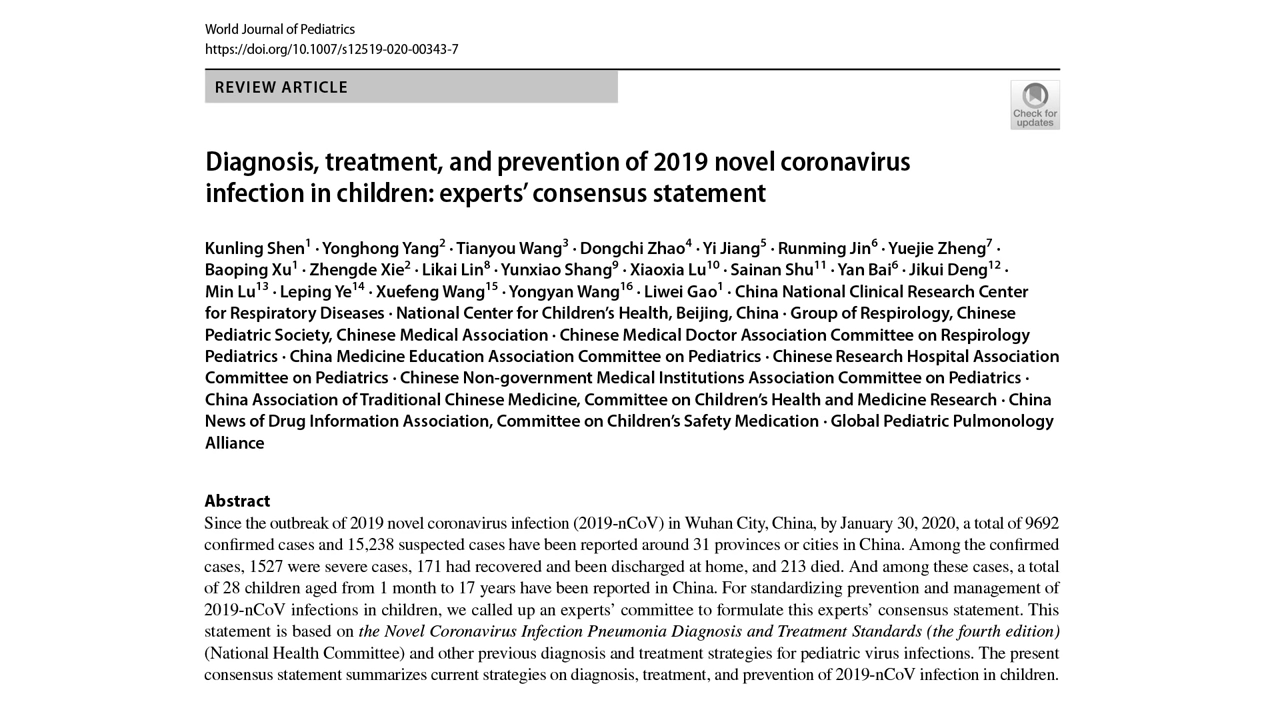 World Journal of Pediatrics
https://doi.org/10.1007/s12519-020-00343-7
REVIEW ARTICLE
Check for
updates
Diagnosis, treatment, and prevention of 2019 novel coronavirus
infection in children: experts’ consensus statement
Kunling Shen1 · Yonghong Yang2 · Tianyou Wang3 · Dongchi Zhao4 · Yi Jiang5 · Runming Jin6 · Yuejie Zheng7 ·
Baoping Xu1 · Zhengde Xie2 · Likai Lin8 · Yunxiao Shang9 · Xiaoxia Lu10 · Sainan Shu11 · Yan Bai6 · Jikui Deng12 ·
Min Lu13 · Leping Ye14 · Xuefeng Wang15 · Yongyan Wang16 · Liwei Gao1 · China National Clinical Research Center
for Respiratory Diseases · National Center for Children’s Health, Beijing, China · Group of Respirology, Chinese
Pediatric Society, Chinese Medical Association · Chinese Medical Doctor Association Committee on Respirology
Pediatrics · China Medicine Education Association Committee on Pediatrics · Chinese Research Hospital Association
Committee on Pediatrics · Chinese Non-government Medical Institutions Association Committee on Pediatrics ·
China Association of Traditional Chinese Medicine, Committee on Children’s Health and Medicine Research · China
News of Drug Information Association, Committee on Children’s Safety Medication · Global Pediatric Pulmonology
Alliance
Abstract
Since the outbreak of 2019 novel coronavirus infection (2019-nCoV) in Wuhan City, China, by January 30, 2020, a total of 9692
confirmed cases and 15,238 suspected cases have been reported around 31 provinces or cities in China. Among the confirmed
cases, 1527 were severe cases, 171 had recovered and been discharged at home, and 213 died. And among these cases, a total
of 28 children aged from 1 month to 17 years have been reported in China. For standardizing prevention and management of
2019-nCoV infections in children, we called up an experts’ committee to formulate this experts’ consensus statement. This
statement is based on the Novel Coronavirus Infection Pneumonia Diagnosis and Treatment Standards (the fourth edition)
(National Health Committee) and other previous diagnosis and treatment strategies for pediatric virus infections. The present
consensus statement summarizes current strategies on diagnosis, treatment, and prevention of 2019-nCoV infection in children.